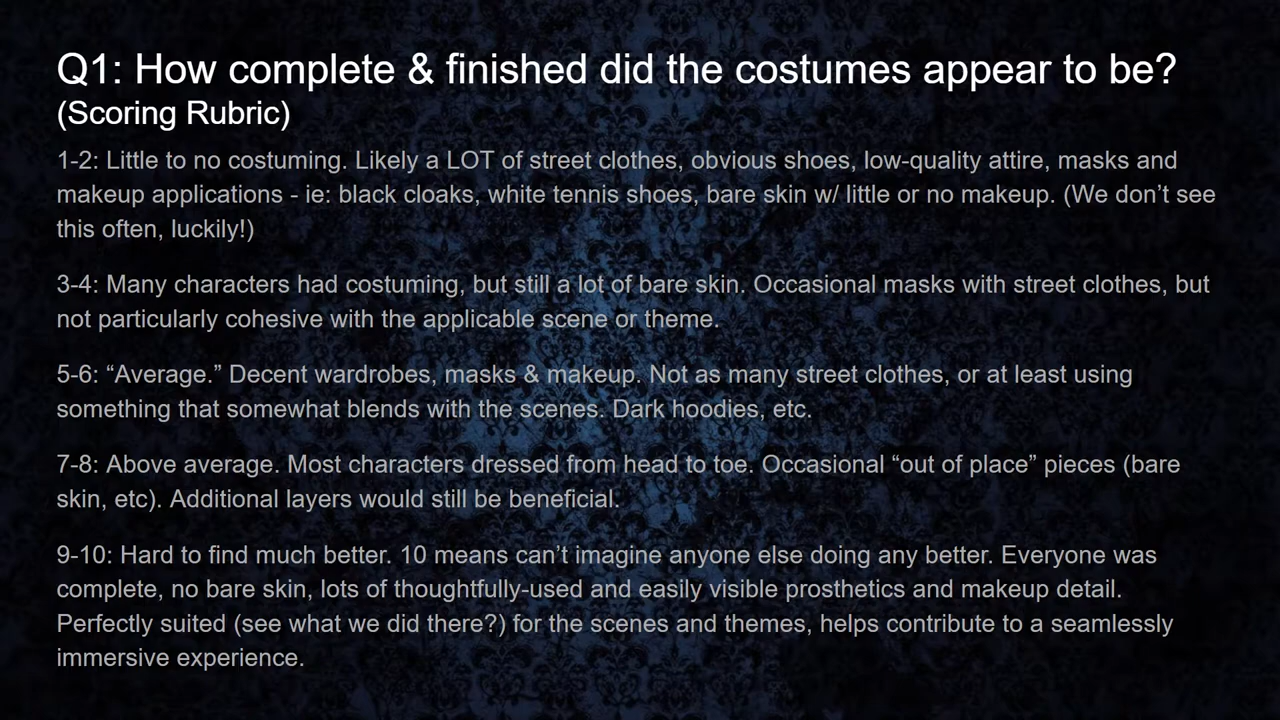 Q1: How complete & finished did the costumes appear to be?
(Scoring Rubric)
1-2: Little to no costuming. Likely a LOT of street clothes, obvious shoes, low-quality attire, masks and
makeup applications - ie: black cloaks, white tennis shoes, bare skin w/ little or no makeup. (We don’t see
this often, luckily!)
3-4: Many characters had costuming, but still a lot of bare skin. Occasional masks with street clothes, but
not particularly cohesive with the applicable scene or theme.
5-6: “Average.” Decent wardrobes, masks & makeup. Not as many street clothes, or at least using
something that somewhat blends with the scenes. Dark hoodies, etc.
7-8: Above average. Most characters dressed from head to toe. Occasional “out of place” pieces (bare
skin, etc). Additional layers would still be beneficial.
9-10: Hard to find much better. 10 means can’t imagine anyone else doing any better. Everyone was
complete, no bare skin, lots of thoughtfully-used and easily visible prosthetics and makeup detail.
Perfectly suited (see what we did there?) for the scenes and themes, helps contribute to a seamlessly
immersive experience.